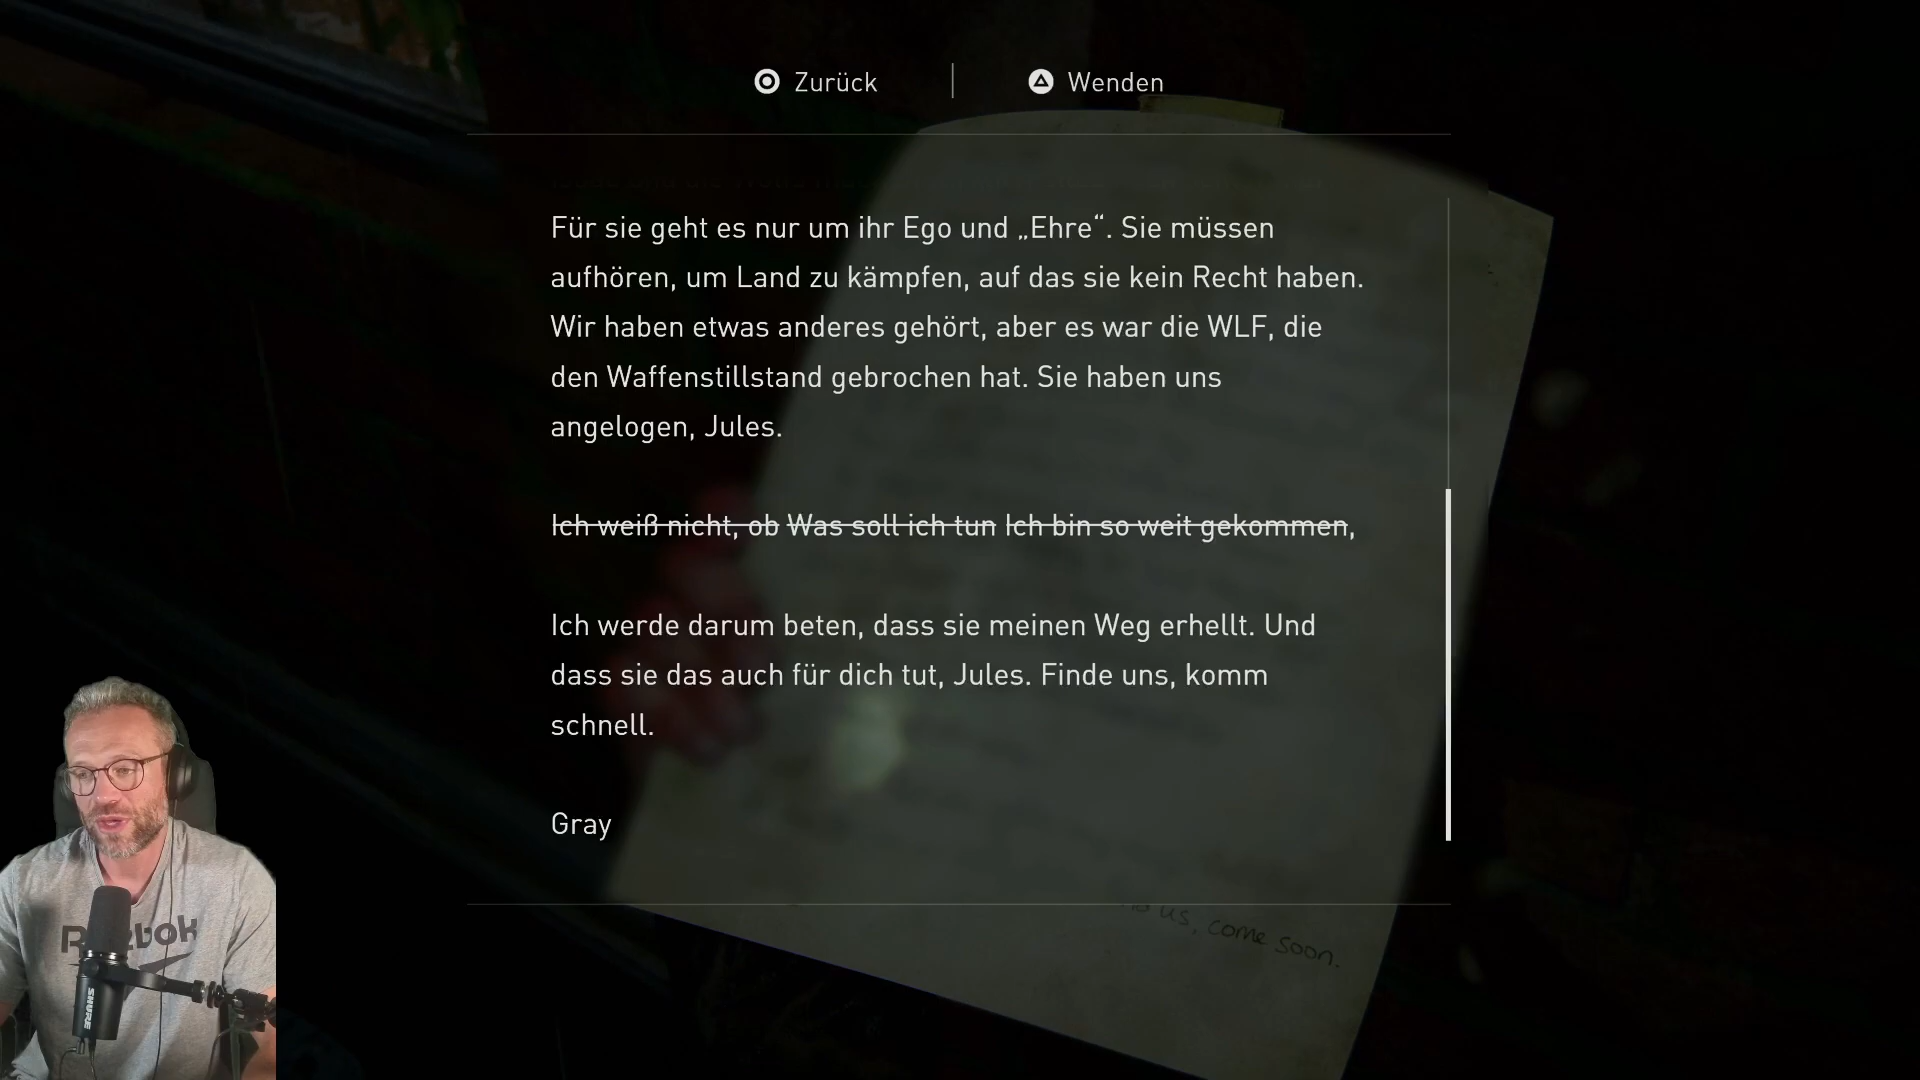 Zurück | Wenden
Für sie geht es nur um ihr Ego und „Ehre“. Sie müssen
aufhören, um Land zu kämpfen, auf das sie kein Recht haben.
Wir haben etwas anderes gehört, aber es war die WLF, die
den Waffenstillstand gebrochen hat. Sie haben uns
angelogen, Jules.
Ich weiß nicht, ob Was soll ich tun Ich bin so weit gekommen,
Ich werde darum beten, dass sie meinen Weg erhellt. Und
dass sie das auch für dich tut, Jules. Finde uns, komm
schnell.
Gray
us, come soon.
Reebok
SHURE